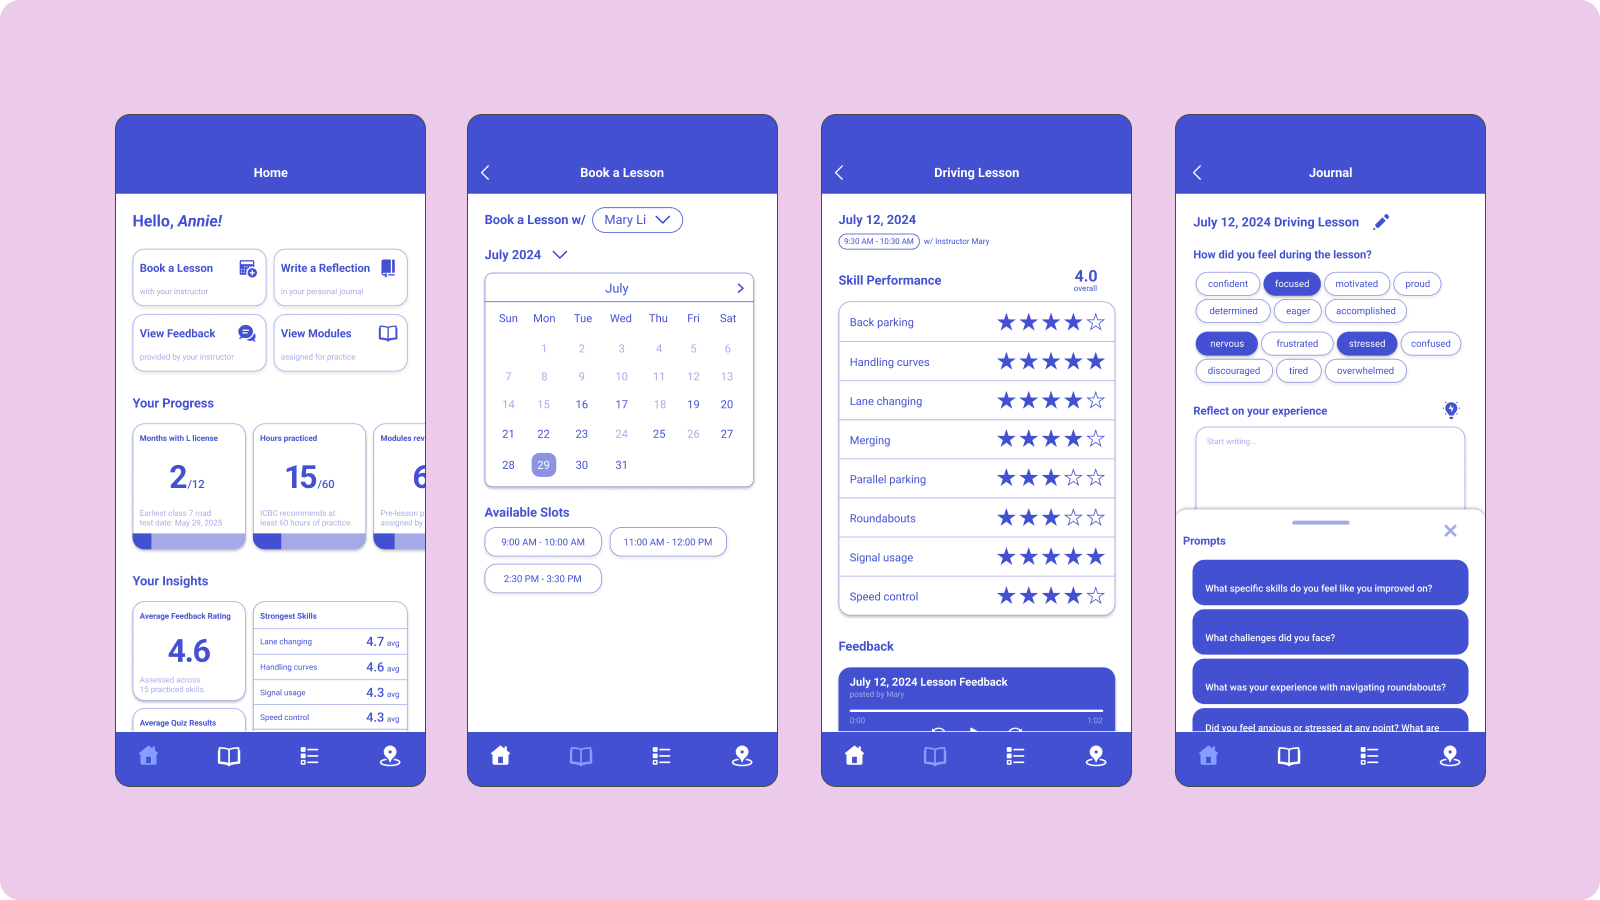 Home
Hello, Annie!
Book a Lesson
with your instructor
Write a Reflection
in your personal journal
View Feedback
provided by your instructor
View Modules
assigned for practice
Your Progress
Months with L license
2/12
Earliest class 7 road
test date: May 29, 2025
Hours practiced
15/60
ICBC recommends at
least 60 hours of practice.
Modules rev
6
Pre-lesson p
assigned by
Your Insights
Average Feedback Rating
4.6
Assessed across
15 practiced skills.
Average Quiz Results
Strongest Skills
Lane changing 4.7 avg
Handling curves 4.6 avg
Signal usage 4.3 avg
Speed control 4.3 avg
Book a Lesson
Book a Lesson w/ Mary Li
July 2024
July
Sun Mon Tue Wed Thu Fri Sat
1 2 3 4 5 6
7 8 9 10 11 12 13
14 15 16 17 18 19 20
21 22 23 24 25 26 27
28 29 30 31
Available Slots
9:00 AM - 10:00 AM 11:00 AM - 12:00 PM
2:30 PM - 3:30 PM
Driving Lesson
July 12, 2024
9:30 AM - 10:30 AM w/ Instructor Mary
Skill Performance 4.0
overall
Back parking
Handling curves
Lane changing
Merging
Parallel parking
Roundabouts
Signal usage
Speed control
Feedback
July 12, 2024 Lesson Feedback
posted by Mary
0:00 1:02
Journal
July 12, 2024 Driving Lesson
How did you feel during the lesson?
confident focused motivated proud
determined eager accomplished
nervous frustrated stressed confused
discouraged tired overwhelmed
Reflect on your experience
Start writing...
Prompts
What specific skills do you feel like you improved on?
What challenges did you face?
What was your experience with navigating roundabouts?
Did you feel anxious or stressed at any point? What are